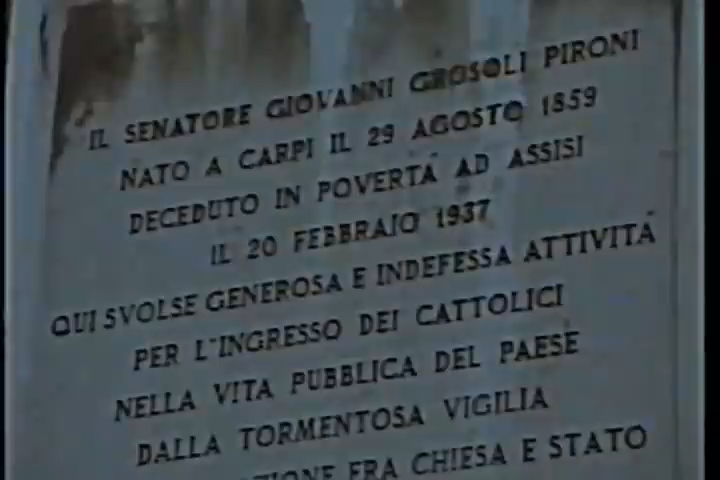 IL SENATORE GIOVANNI GROSOLI PIRONI
NATO A CARPI IL 29 AGOSTO 1859
DECEDUTO IN POVERTÀ AD ASSISI
IL 20 FEBBRAIO 1937
QUI SVOLSE GENEROSA E INDEFESSA ATTIVITÀ
PER L'INGRESSO DEI CATTOLICI
NELLA VITA PUBBLICA DEL PAESE
DALLA TORMENTOSA VIGILIA
FRA CHIESA E STATO